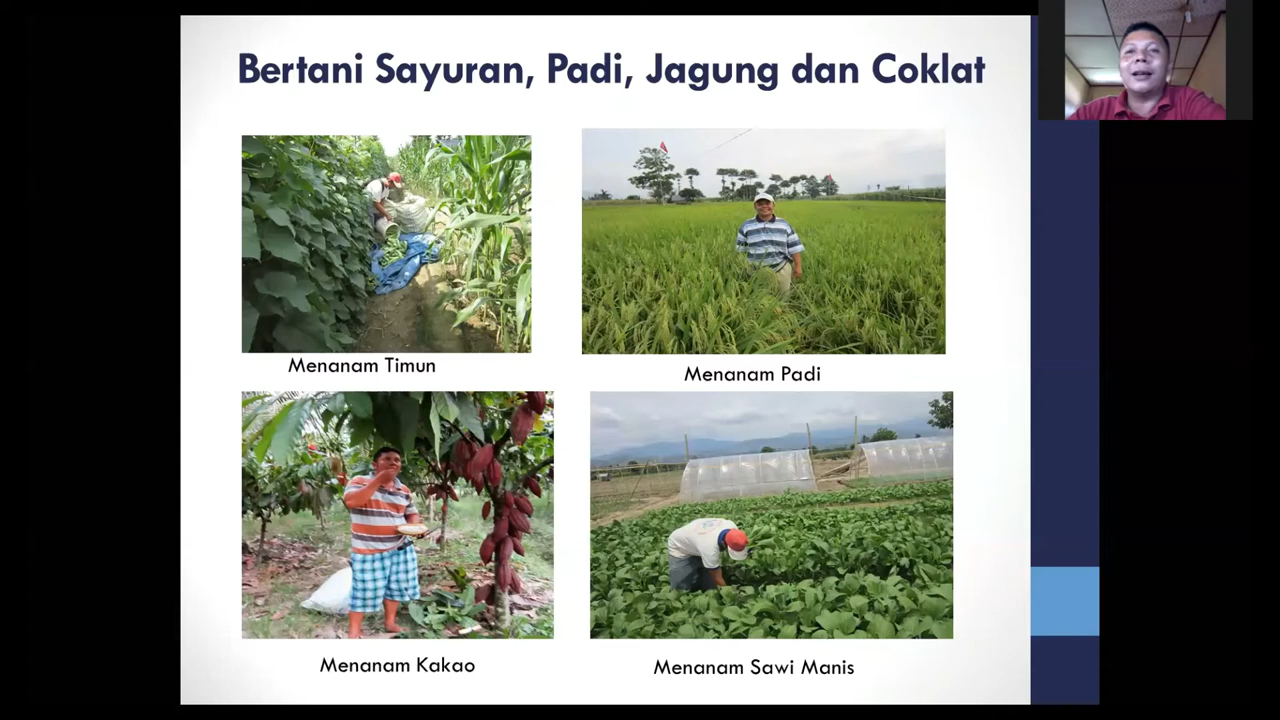 Bertani Sayuran, Padi, Jagung dan Coklat
Menanam Timun
Menanam Padi
Menanam Kakao
Menanam Sawi Manis